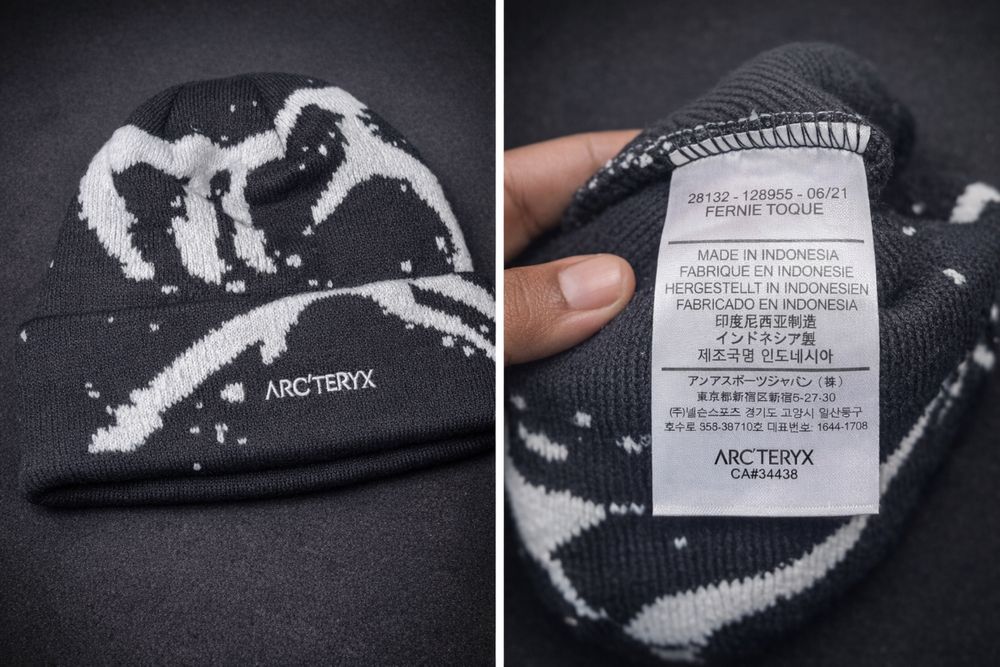 ARC'TERYX
28132 - 128955 - 06/21
FERNIE TOQUE
MADE IN INDONESIA
FABRIQUE EN INDONESIE
HERGESTELLT IN INDONESIEN
FABRICADO EN INDONESIA
印度尼西亚制造
インドネシア製
제조국명 인도네시아
アンアスポーツジャパン（株）
東京都新宿区新宿5-27-30
(주)넬슨스포츠 경기도 고양시 일산동구
호수로 358-38710호 대표번호: 1644-1708
ARC'TERYX
CA#34438